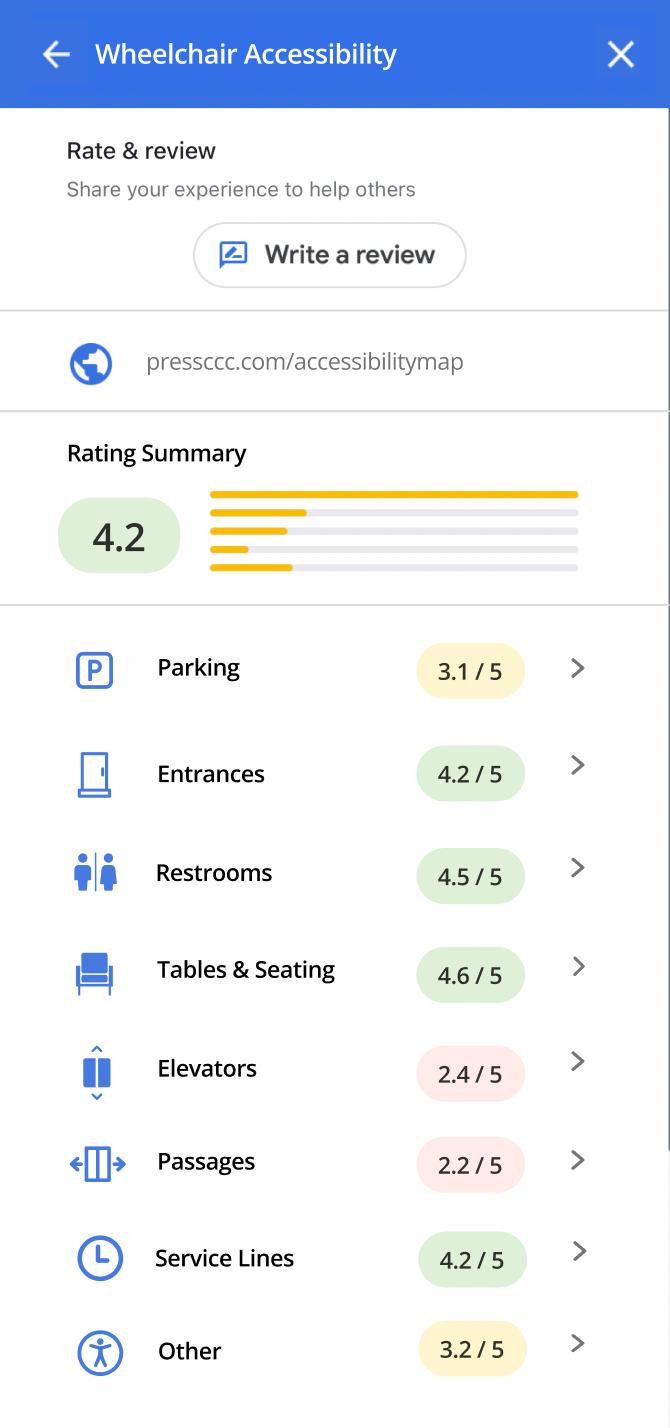 Wheelchair Accessibility
Rate & review
Share your experience to help others
Write a review
pressccc.com/accessibilitymap
Rating Summary
4.2
P Parking 3.1 / 5
Entrances 4.2 / 5
Restrooms 4.5 / 5
Tables & Seating 4.6 / 5
Elevators 2.4 / 5
Passages 2.2 / 5
Service Lines 4.2 / 5
Other 3.2 / 5